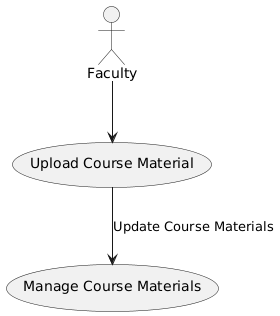 Faculty
Upload Course Material
Update Course Materials
Manage Course Materials